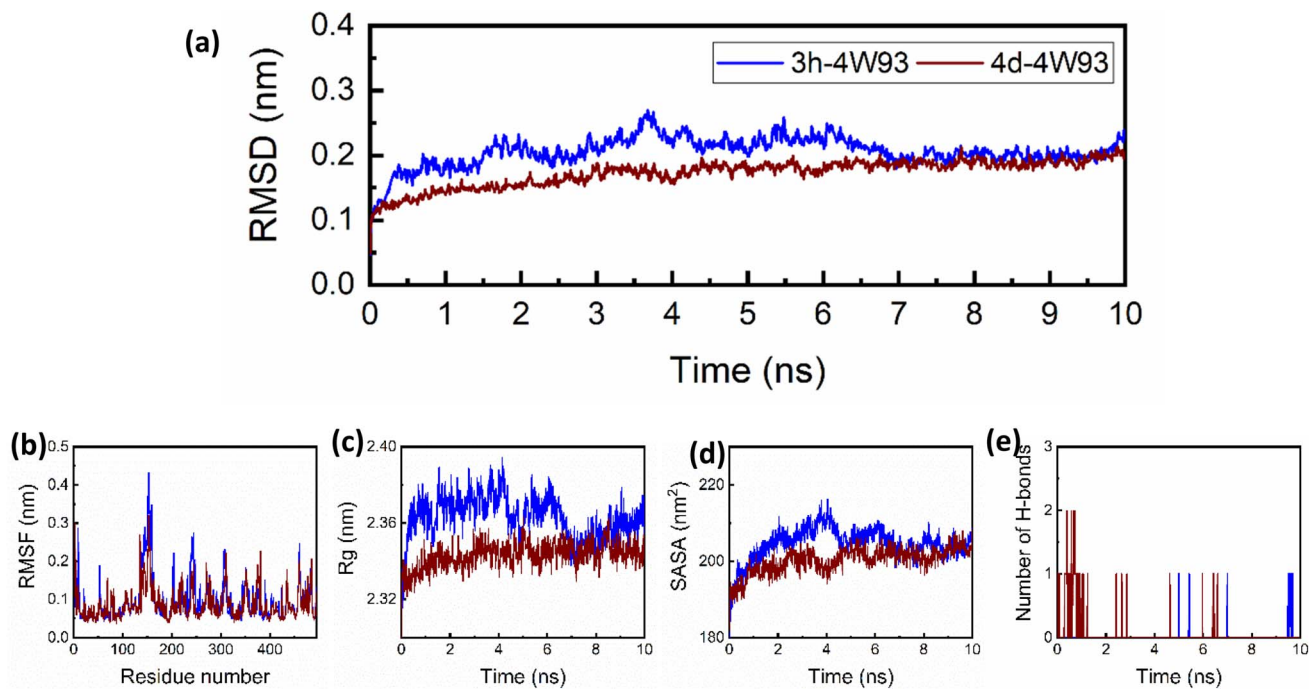 (a)
RMSD (nm)
0.4
0.3
0.2
0.1
0.0
3h-4W93 4d-4W93
0 1 2 3 4 5 6 7 8 9 10
Time (ns)
(b)
RMSF (nm)
0.5
0.4
0.3
0.2
0.1
0.0
0 100 200 300 400
Residue number
(c)
Rg (nm)
2.40
2.36
2.32
0 2 4 6 8 10
Time (ns)
(d)
SASA (nm²)
220
200
180
0 2 4 6 8 10
Time (ns)
(e)
Number of H-bonds
3
2
1
0
0 2 4 6 8 10
Time (ns)